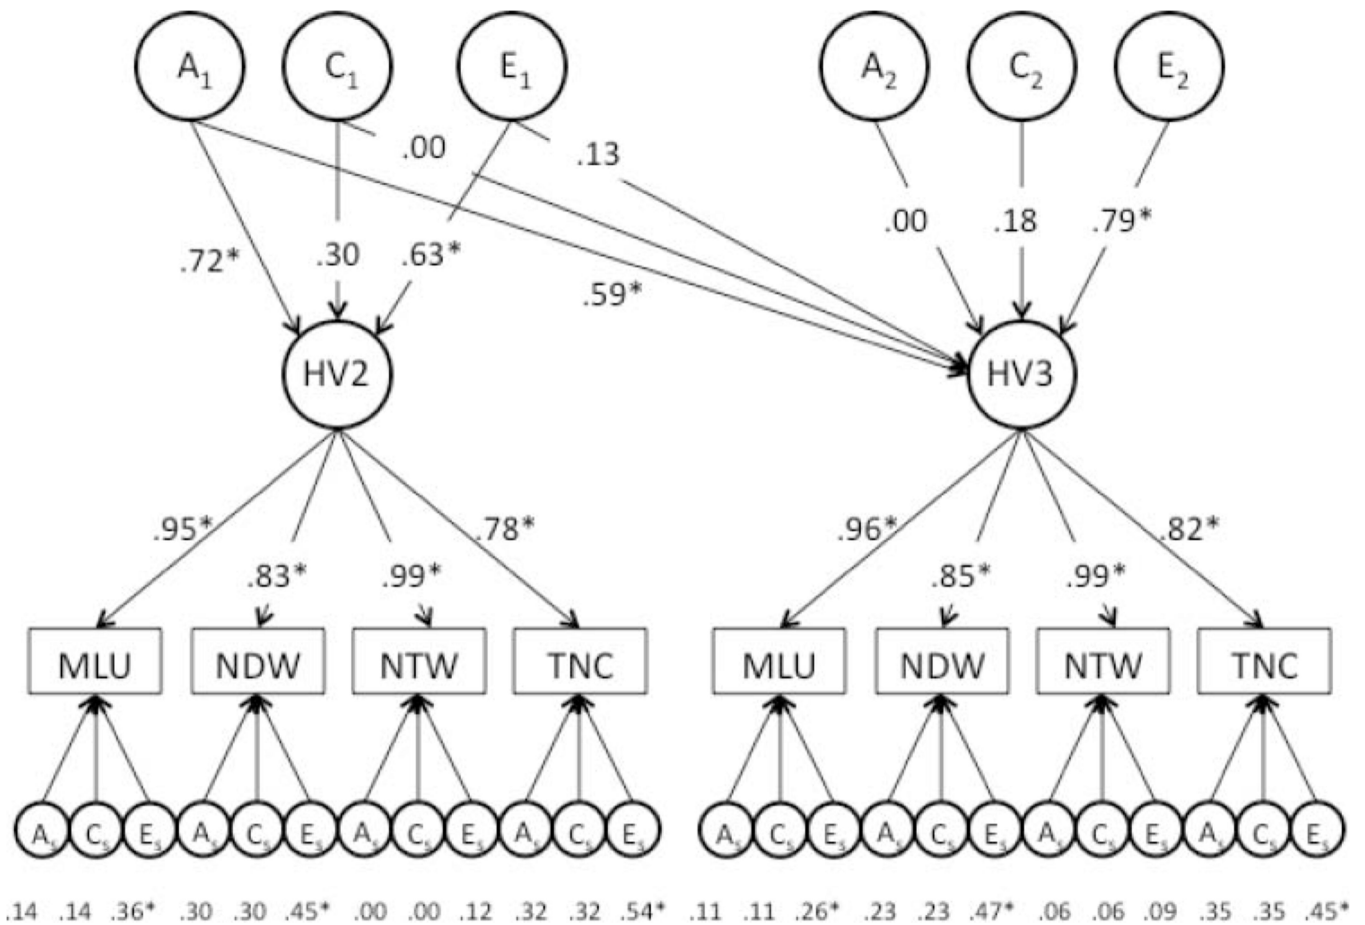 A1 C1 E1 A2 C2 E2
.00 .13
.00 .18 .79*
.72* .30 .63*
.59*
HV2 HV3
.95* .78* .96* .82*
.83* .99* .85* .99*
MLU NDW NTW TNC MLU NDW NTW TNC
As Cs Es As Cs Es As Cs Es As Cs Es As Cs Es As Cs Es As Cs Es As Cs Es
.14 .14 .36* .30 .30 .45* .00 .00 .12 .32 .32 .54* .11 .11 .26* .23 .23 .47* .06 .06 .09 .35 .35 .45*